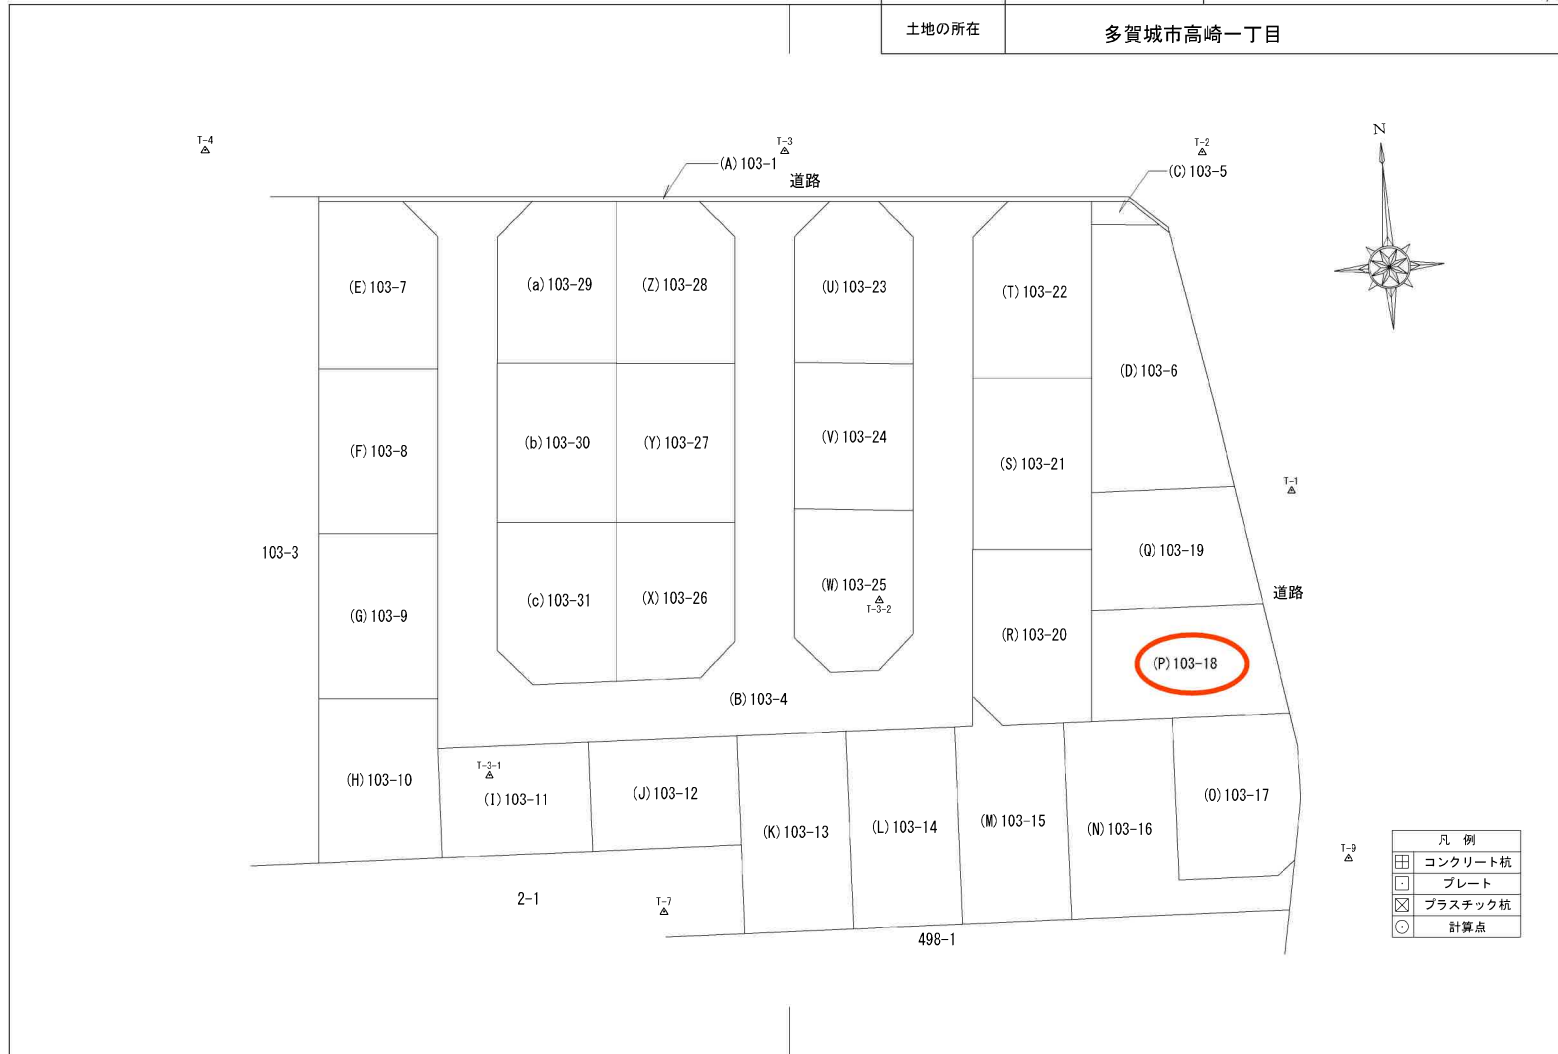 土地の所在
多賀城市高崎一丁目
T-4
T-3
T-2
N
(A)103-1
道路
(C)103-5
(E)103-7
(a)103-29
(Z)103-28
(U)103-23
(T)103-22
(D)103-6
(F)103-8
(b)103-30
(Y)103-27
(V)103-24
(S)103-21
T-1
103-3
(Q)103-19
道路
(G)103-9
(c)103-31
(X)103-26
(W)103-25
T-3-2
(R)103-20
(P)103-18
(B)103-4
(H)103-10
T-3-1
(I)103-11
(J)103-12
(K)103-13
(L)103-14
(M)103-15
(N)103-16
(O)103-17
T-9
凡 例
コンクリート杭
プレート
プラスチック杭
計算点
2-1
T-7
498-1